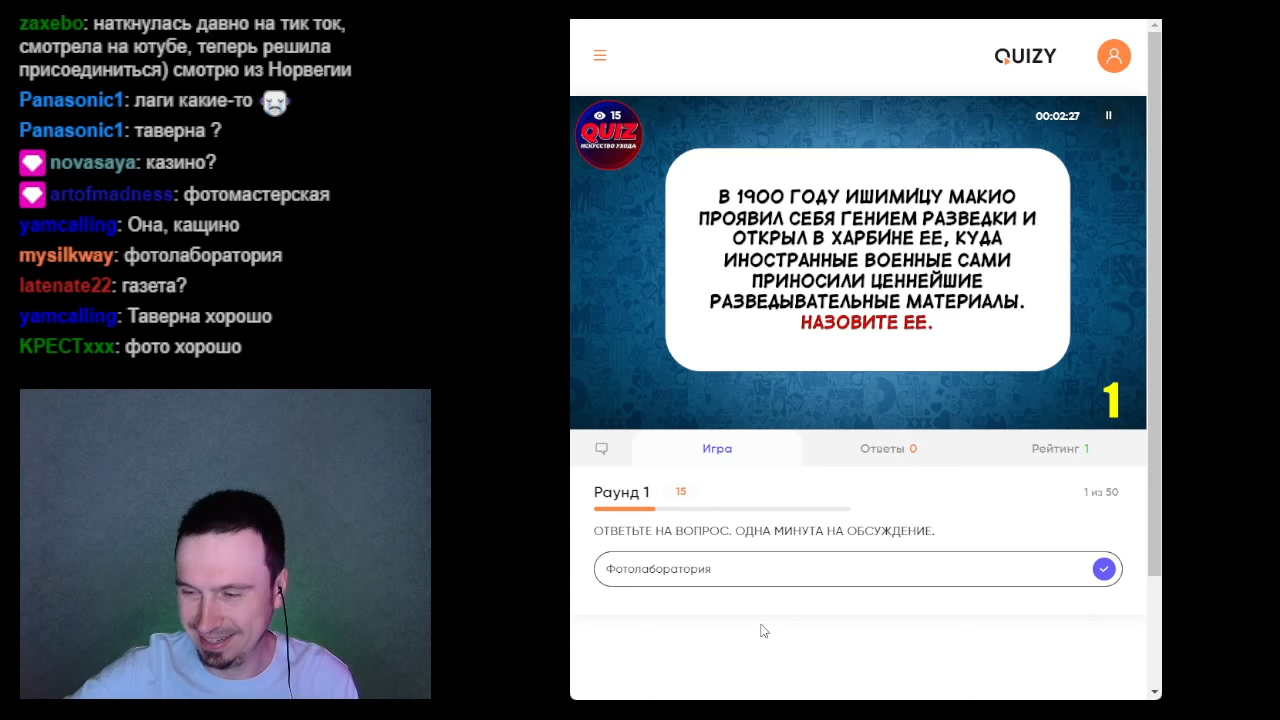 zaxebo: наткнулась давно на тик ток,
смотрела на ютубе, теперь решила
присоединиться) смотрю из Норвегии
Panasonic1: лаги какие-то
Panasonic1: таверна ?
novasaya: казино?
artofmadness: фотомастерская
yamcalling: Она, кащино
mysilkway: фотолаборатория
latenate22: газета?
yamcalling: Таверна хорошо
КРЕСТxxx: фото хорошо
QUIZY
15
QUIZ
ИСКУССТВО УХОДА
00:02:27
В 1900 ГОДУ ИШИМИЦУ МАКИО
ПРОЯВИЛ СЕБЯ ГЕНИЕМ РАЗВЕДКИ И
ОТКРЫЛ В ХАРБИНЕ ЕЕ, КУДА
ИНОСТРАННЫЕ ВОЕННЫЕ САМИ
ПРИНОСИЛИ ЦЕННЕЙШИЕ
РАЗВЕДЫВАТЕЛЬНЫЕ МАТЕРИАЛЫ.
НАЗОВИТЕ ЕЕ.
1
Игра
Ответы 0
Рейтинг 1
Раунд 1
15
1 из 50
ОТВЕТЬТЕ НА ВОПРОС. ОДНА МИНУТА НА ОБСУЖДЕНИЕ.
Фотолаборатория